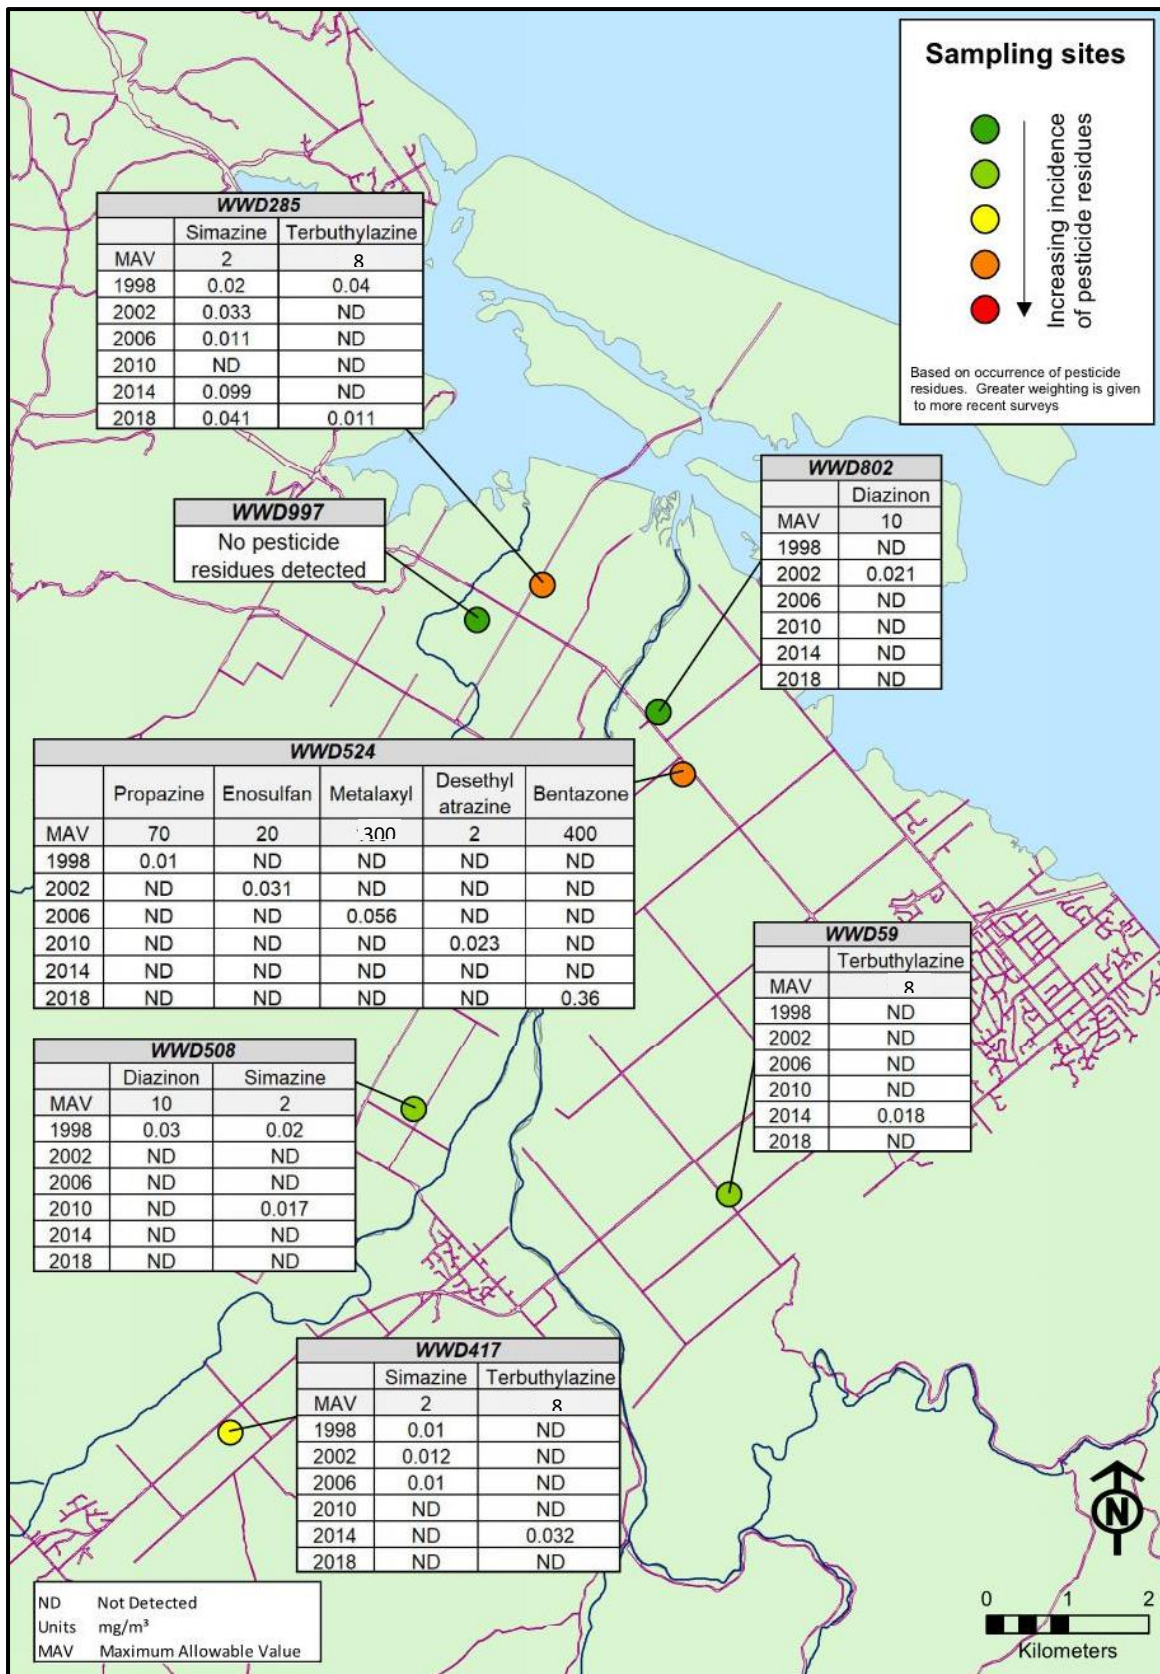 Sampling sites
Increasing incidence
of pesticide residues
Based on occurrence of pesticide
residues. Greater weighting is given
to more recent surveys
WWD285
Simazine Terbuthylazine
MAV 2 8
1998 0.02 0.04
2002 0.033 ND
2006 0.011 ND
2010 ND ND
2014 0.099 ND
2018 0.041 0.011
WWD997
No pesticide
residues detected
WWD802
Diazinon
MAV 10
1998 ND
2002 0.021
2006 ND
2010 ND
2014 ND
2018 ND
WWD524
Propazine Enosulfan Metalaxyl Desethyl atrazine Bentazone
MAV 70 20 300 2 400
1998 0.01 ND ND ND ND
2002 ND 0.031 ND ND ND
2006 ND ND 0.056 ND ND
2010 ND ND ND 0.023 ND
2014 ND ND ND ND ND
2018 ND ND ND ND 0.36
WWD59
Terbuthylazine
MAV 8
1998 ND
2002 ND
2006 ND
2010 ND
2014 0.018
2018 ND
WWD508
Diazinon Simazine
MAV 10 2
1998 0.03 0.02
2002 ND ND
2006 ND ND
2010 ND 0.017
2014 ND ND
2018 ND ND
WWD417
Simazine Terbuthylazine
MAV 2 8
1998 0.01 ND
2002 0.012 ND
2006 0.01 ND
2010 ND ND
2014 ND 0.032
2018 ND ND
ND Not Detected
Units mg/m³
MAV Maximum Allowable Value
N
0 1 2
Kilometers